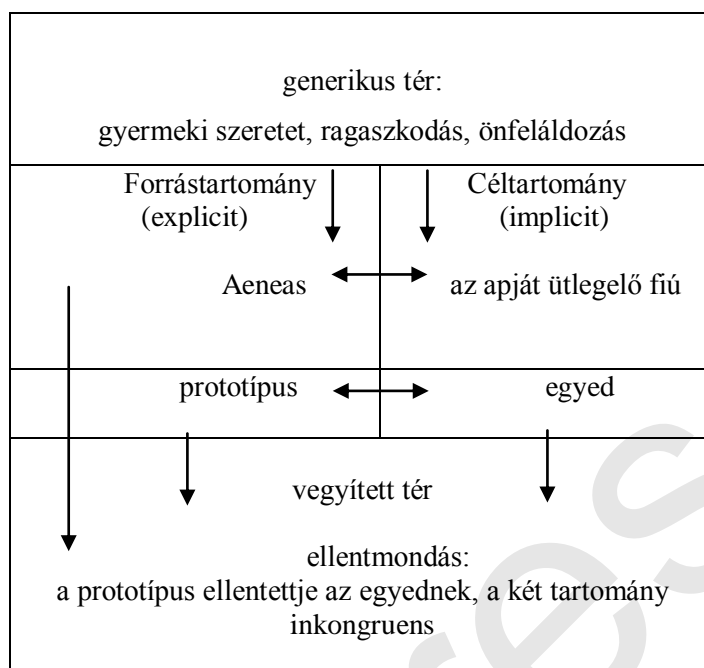 generikus tér:
gyermeki szeretet, ragaszkodás, önfeláldozás
Forrástartomány
(explicit)
Céltartomány
(implicit)
Aeneas
az apját ütlegelő fiú
prototípus
egyed
vegyített tér
ellentmondás:
a prototípus ellentettje az egyednek, a két tartomány
inkongruens